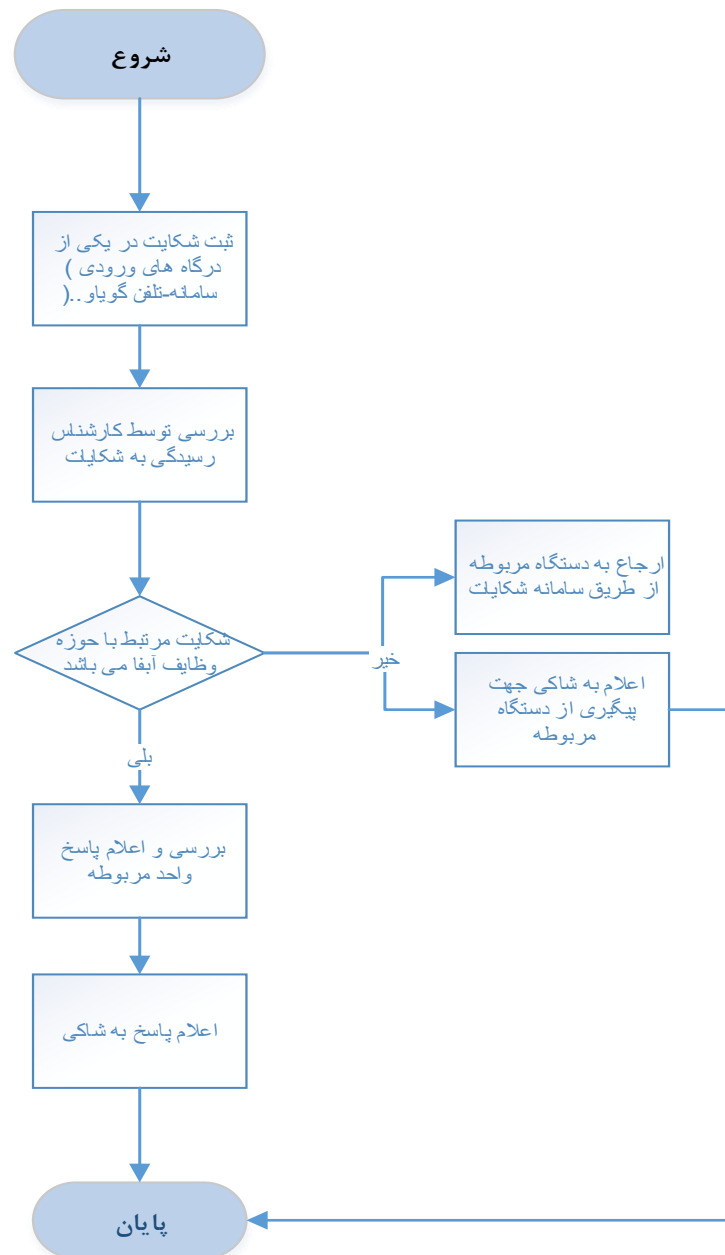 شروع
ثبت شکایت در یکی از
درگاه های ورودی (
سامانه-تلفن گویاو..)
بررسی توسط کارشناس
رسیدگی به شکایات
شکایت مرتبط با حوزه
وظایف آبفا می باشد
خیر
ارجاع به دستگاه مربوطه
از طریق سامانه شکایات
اعلام به شاکی جهت
پیگیری از دستگاه
مربوطه
بلی
بررسی و اعلام پاسخ
واحد مربوطه
اعلام پاسخ به شاکی
پایان